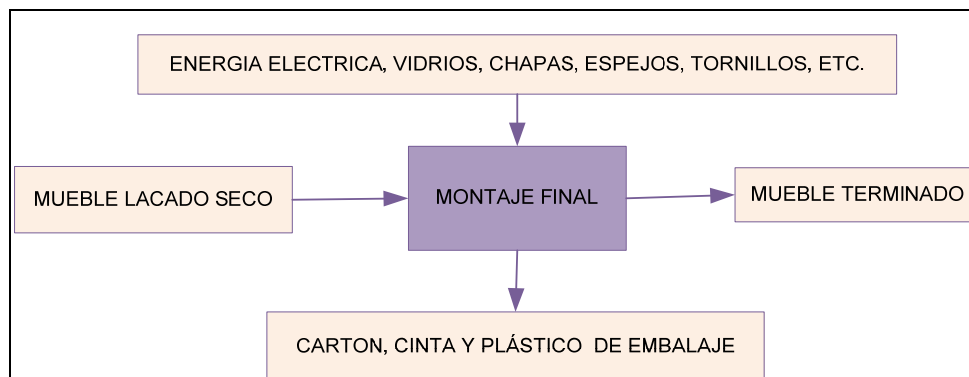 ENERGIA ELECTRICA, VIDRIOS, CHAPAS, ESPEJOS, TORNILLOS, ETC.
MUEBLE LACADO SECO
MONTAJE FINAL
MUEBLE TERMINADO
CARTON, CINTA Y PLÁSTICO DE EMBALAJE